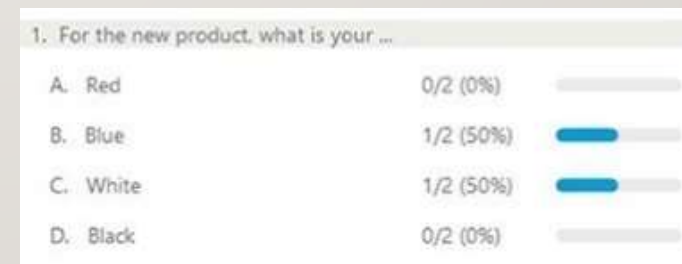 1. For the new product, what is your ...
A. Red 0/2 (0%)
B. Blue 1/2 (50%)
C. White 1/2 (50%)
D. Black 0/2 (0%)